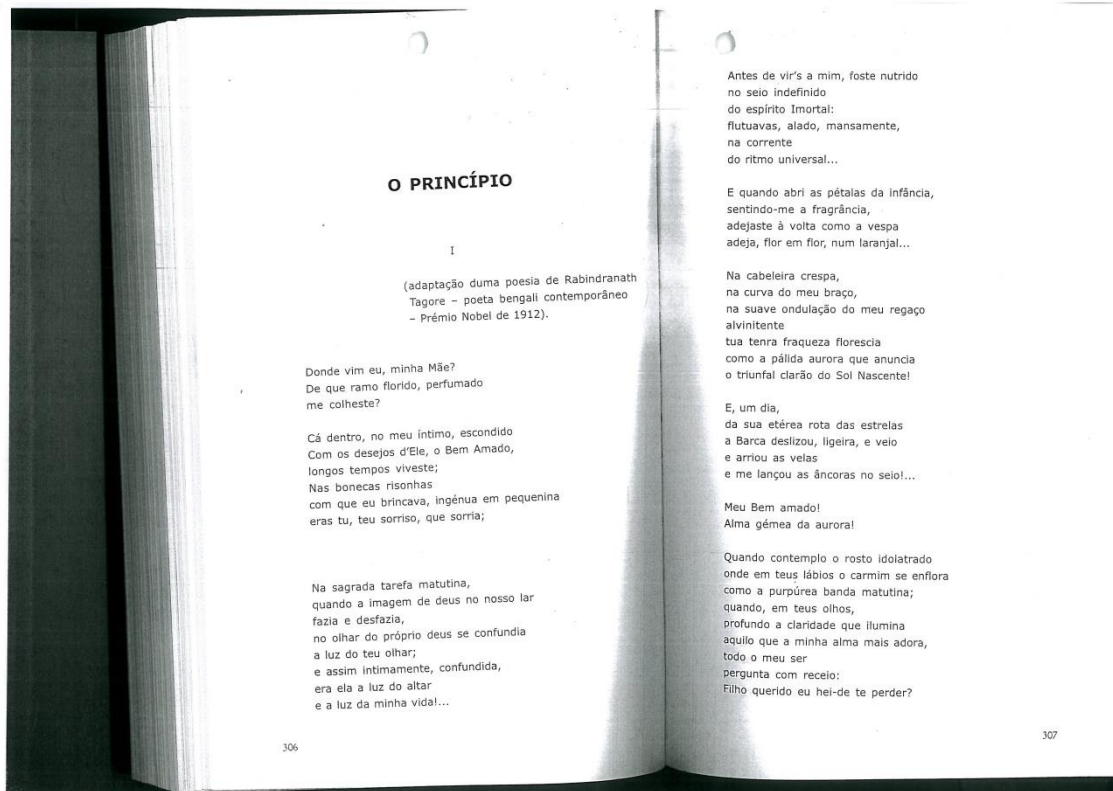 O PRINCÍPIO
I
(adaptação duma poesia de Rabindranath
Tagore – poeta bengali contemporâneo
– Prémio Nobel de 1912).
Donde vim eu, minha Mãe?
De que ramo florido, perfumado
me colheste?
Cá dentro, no meu íntimo, escondido
Com os desejos d'Ele, o Bem Amado,
longos tempos viveste;
Nas bonecas risonhas
com que eu brincava, ingénua em pequenina
eras tu, teu sorriso, que sorria;
Na sagrada tarefa matutina,
quando a imagem de deus no nosso lar
fazia e desfazia,
no olhar do próprio deus se confundia
a luz do teu olhar;
e assim intimamente, confundida,
era ela a luz do altar
e a luz da minha vida!...
306
Antes de vir's a mim, foste nutrido
no seio indefinido
do espírito Imortal:
flutuavas, alado, mansamente,
na corrente
do ritmo universal...
E quando abri as pétalas da infância,
sentindo-me a fragrância,
adejaste à volta como a vespa
adeja, flor em flor, num laranjal...
Na cabeleira crespa,
na curva do meu braço,
na suave ondulação do meu regaço
alvinitente
tua tenra fraqueza florescia
como a pálida aurora que anuncia
o triunfal clarão do Sol Nascente!
E, um dia,
da sua etérea rota das estrelas
a Barca deslizou, ligeira, e veio
e arriou as velas
e me lançou as âncoras no seio!...
Meu Bem amado!
Alma gémea da aurora!
Quando contemplo o rosto idolatrado
onde em teus lábios o carmim se enflora
como a purpúrea banda matutina;
quando, em teus olhos,
profundo a claridade que ilumina
aquilo que a minha alma mais adora,
todo o meu ser
pergunta com receio:
Filho querido eu hei-de te perder?
307